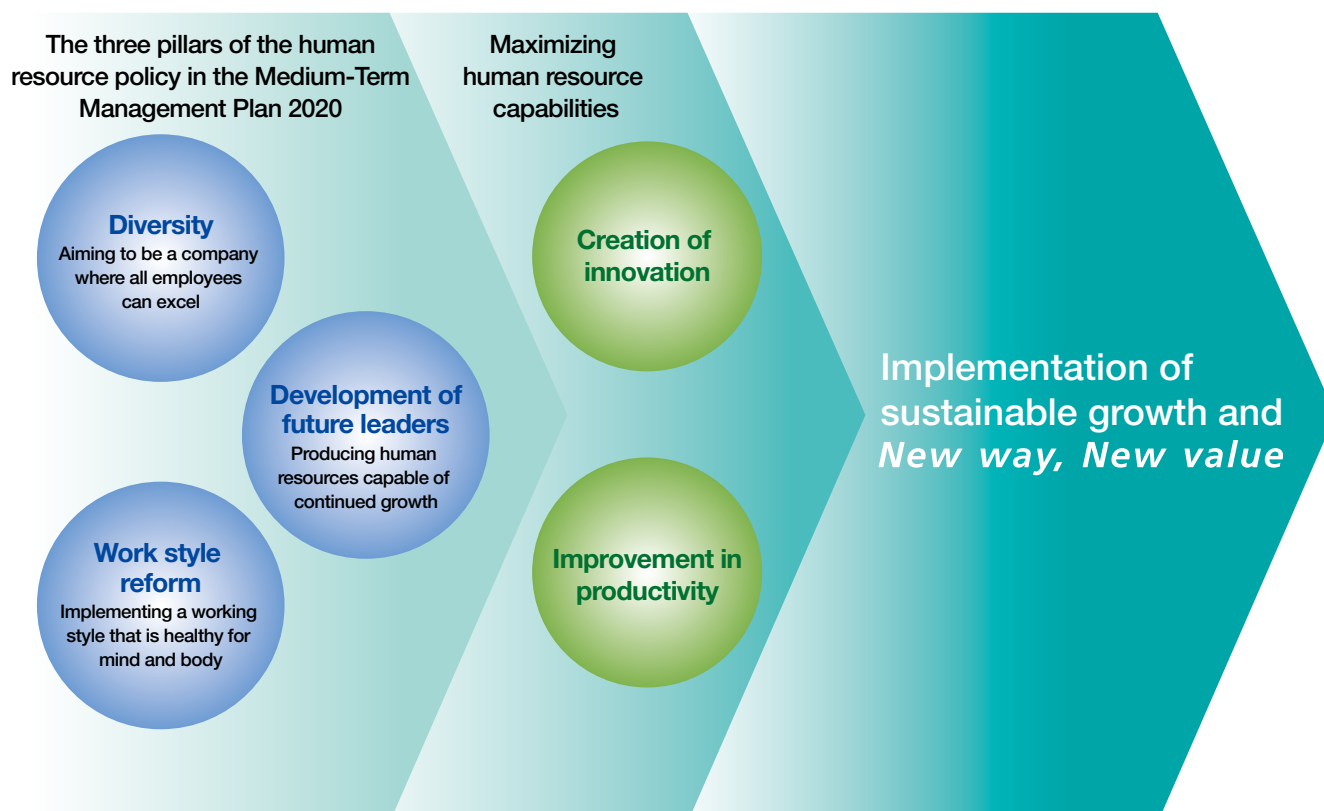 The three pillars of the human
resource policy in the Medium-Term
Management Plan 2020
Diversity
Aiming to be a company
where all employees
can excel
Development of
future leaders
Producing human
resources capable of
continued growth
Work style
reform
Implementing a working
style that is healthy for
mind and body
Maximizing
human resource
capabilities
Creation of
innovation
Improvement in
productivity
Implementation of
sustainable growth and
New way, New value